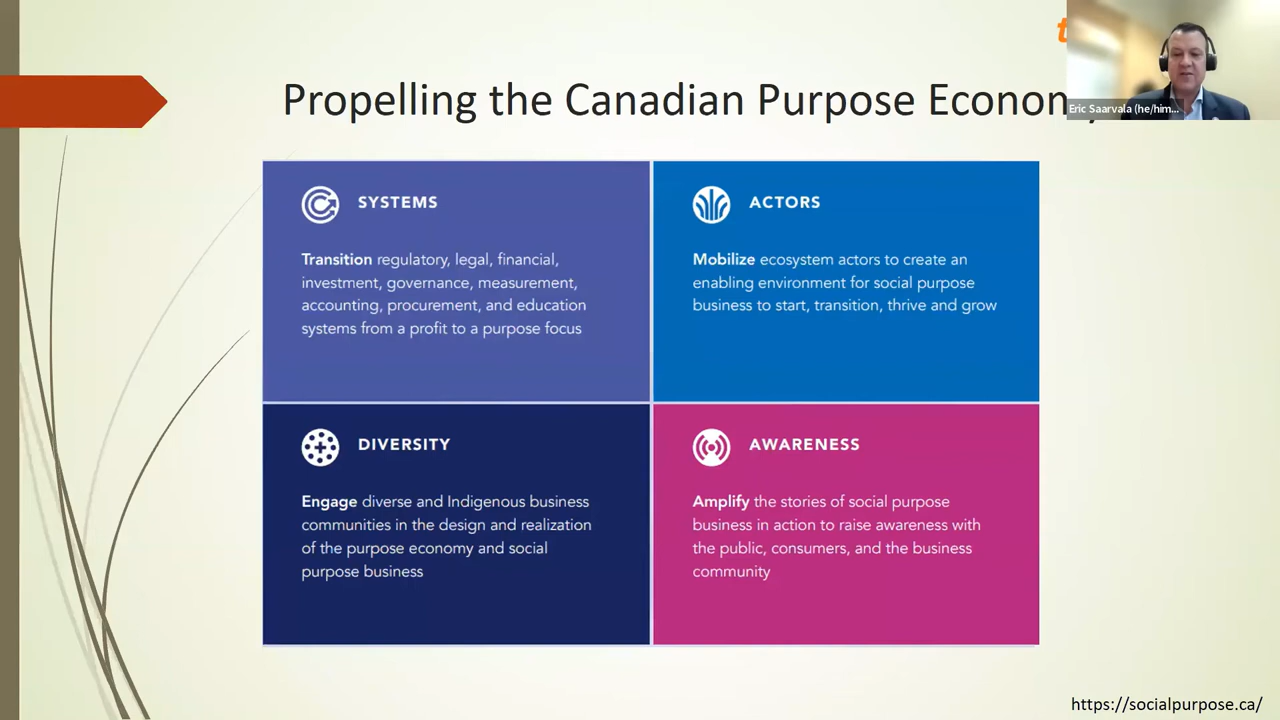 Propelling the Canadian Purpose
Eric Saarvala (he/him...
SYSTEMS
Transition regulatory, legal, financial,
investment, governance, measurement,
accounting, procurement, and education
systems from a profit to a purpose focus
ACTORS
Mobilize ecosystem actors to create an
enabling environment for social purpose
business to start, transition, thrive and grow
DIVERSITY
Engage diverse and Indigenous business
communities in the design and realization
of the purpose economy and social
purpose business
AWARENESS
Amplify the stories of social purpose
business in action to raise awareness with
the public, consumers, and the business
community
https://socialpurpose.ca/